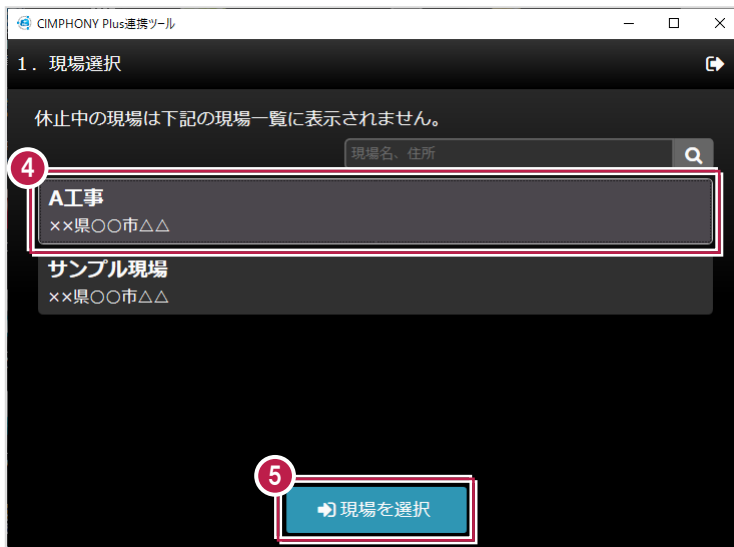 CIMPHONY Plus連携ツール
1．現場選択
休止中の現場は下記の現場一覧に表示されません。
現場名、住所
4
A工事
××県○○市△△
サンプル現場
××県○○市△△
5
現場を選択